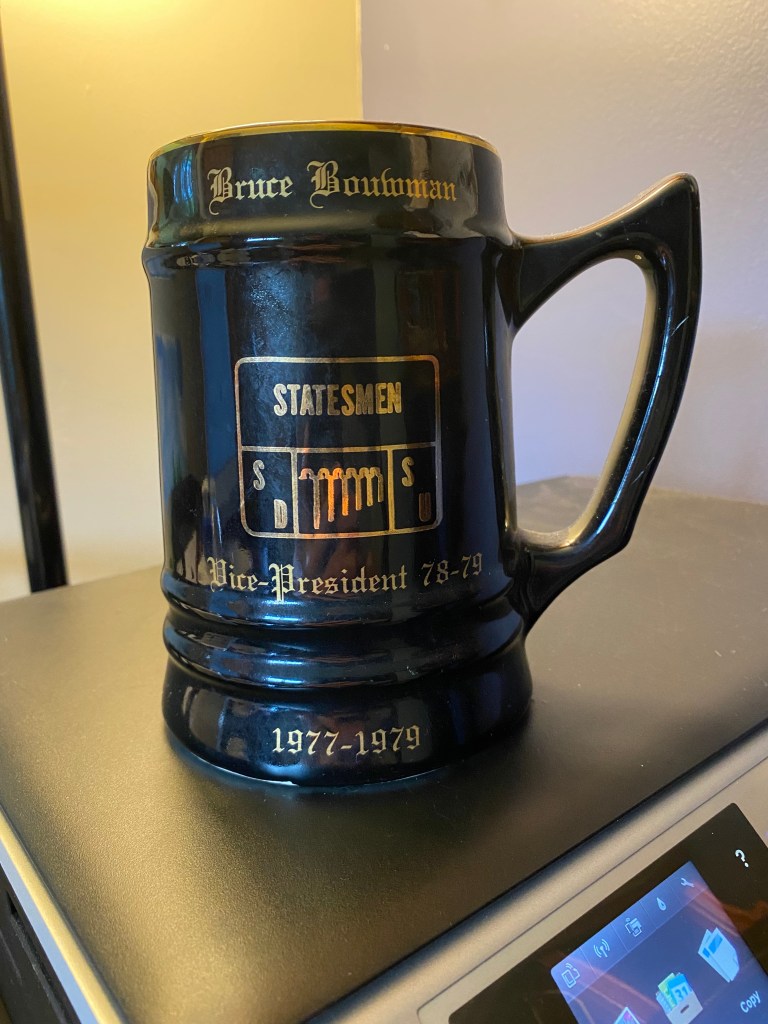 Bruce Bouwman
STATESMEN
S D S U
Vice-President 78-79
1977-1979
?
Copy